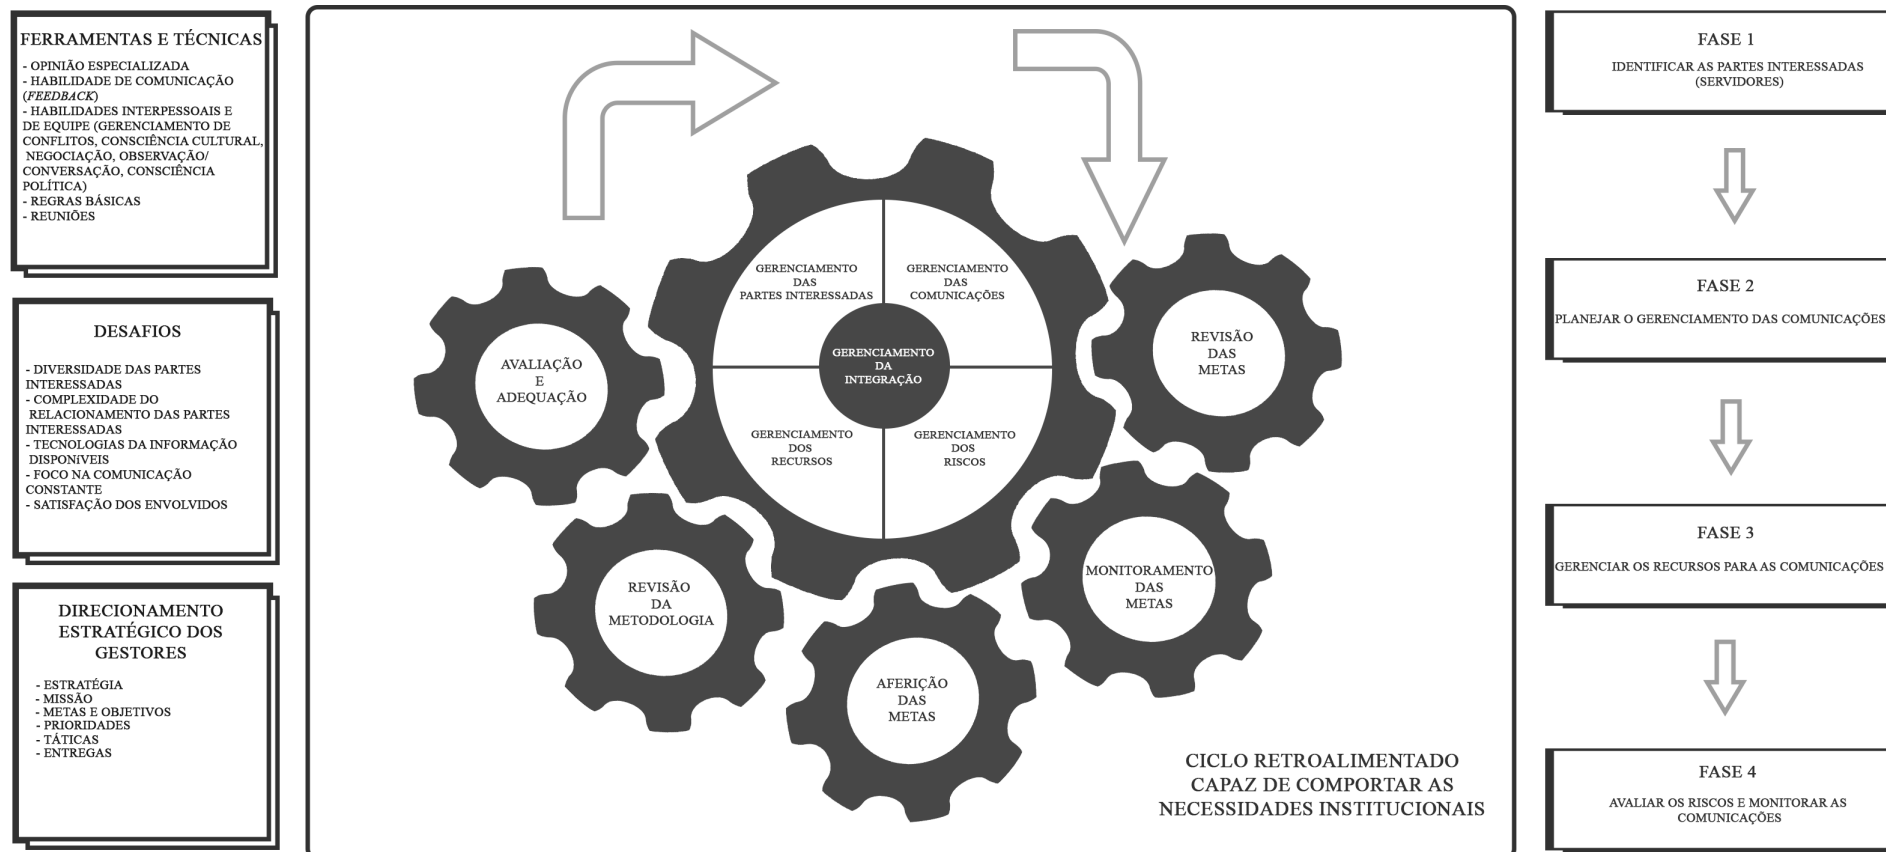 FERRAMENTAS E TÉCNICAS
- OPINIÃO ESPECIALIZADA
- HABILIDADE DE COMUNICAÇÃO
(FEEDBACK)
- HABILIDADES INTERPESSOAIS E
DE EQUIPE (GERENCIAMENTO DE
CONFLITOS, CONSCIÊNCIA CULTURAL,
NEGOCIAÇÃO, OBSERVAÇÃO/
CONVERSAÇÃO, CONSCIÊNCIA
POLÍTICA)
- REGRAS BÁSICAS
- REUNIÕES
DESAFIOS
- DIVERSIDADE DAS PARTES
INTERESSADAS
- COMPLEXIDADE DO
RELACIONAMENTO DAS PARTES
INTERESSADAS
- TECNOLOGIAS DA INFORMAÇÃO
DISPONíVEIS
- FOCO NA COMUNICAÇÃO
CONSTANTE
- SATISFAÇÃO DOS ENVOLVIDOS
DIRECIONAMENTO
ESTRATÉGICO DOS
GESTORES
- ESTRATÉGIA
- MISSÃO
- METAS E OBJETIVOS
- PRIORIDADES
- TÁTICAS
- ENTREGAS
GERENCIAMENTO
DAS
PARTES INTERESSADAS
GERENCIAMENTO
DAS
COMUNICAÇÕES
GERENCIAMENTO
DA
INTEGRAÇÃO
GERENCIAMENTO
DOS
RECURSOS
GERENCIAMENTO
DOS
RISCOS
REVISÃO
DAS
METAS
MONITORAMENTO
DAS
METAS
AFERIÇÃO
DAS
METAS
REVISÃO
DA
METODOLOGIA
AVALIAÇÃO
E
ADEQUAÇÃO
CICLO RETROALIMENTADO
CAPAZ DE COMPORTAR AS
NECESSIDADES INSTITUCIONAIS
FASE 1
IDENTIFICAR AS PARTES INTERESSADAS
(SERVIDORES)
FASE 2
PLANEJAR O GERENCIAMENTO DAS COMUNICAÇÕES
FASE 3
GERENCIAR OS RECURSOS PARA AS COMUNICAÇÕES
FASE 4
AVALIAR OS RISCOS E MONITORAR AS
COMUNICAÇÕES